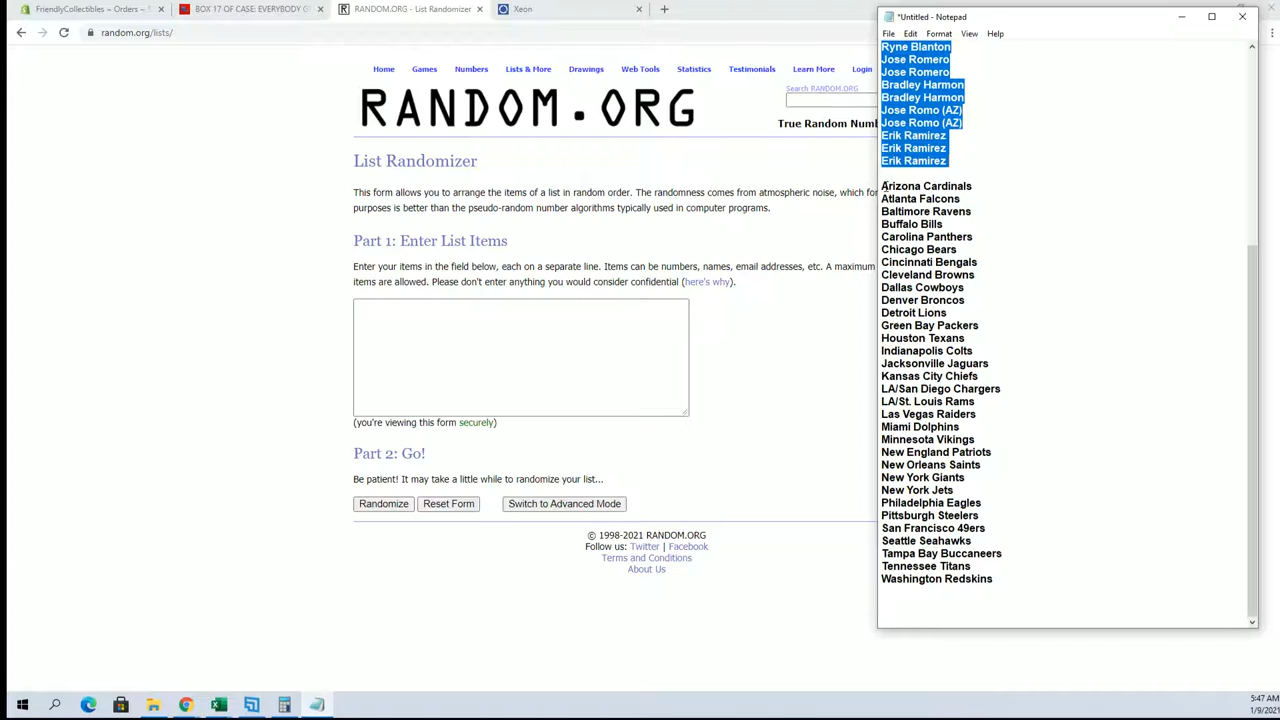 FriendlyCollectibles ~ Orders ~ S
BOX 17 OF CASE: EVERYBODY G
RANDOM.ORG - List Randomizer
Xeon
random.org/lists/
Home
Games
Numbers
Lists & More
Drawings
Web Tools
Statistics
Testimonials
Learn More
Login
Search RANDOM.ORG
RANDOM.ORG
True Random Numb
List Randomizer
This form allows you to arrange the items of a list in random order. The randomness comes from atmospheric noise, which for
purposes is better than the pseudo-random number algorithms typically used in computer programs.
Part 1: Enter List Items
Enter your items in the field below, each on a separate line. Items can be numbers, names, email addresses, etc. A maximum
items are allowed. Please don't enter anything you would consider confidential (here's why).
(you're viewing this form securely)
Part 2: Go!
Be patient! It may take a little while to randomize your list...
Randomize
Reset Form
Switch to Advanced Mode
© 1998-2021 RANDOM.ORG
Follow us: Twitter | Facebook
Terms and Conditions
About Us
*Untitled - Notepad
File
Edit
Format
View
Help
Ryne Blanton
Jose Romero
Jose Romero
Bradley Harmon
Bradley Harmon
Jose Romo (AZ)
Jose Romo (AZ)
Erik Ramirez
Erik Ramirez
Erik Ramirez
Arizona Cardinals
Atlanta Falcons
Baltimore Ravens
Buffalo Bills
Carolina Panthers
Chicago Bears
Cincinnati Bengals
Cleveland Browns
Dallas Cowboys
Denver Broncos
Detroit Lions
Green Bay Packers
Houston Texans
Indianapolis Colts
Jacksonville Jaguars
Kansas City Chiefs
LA/San Diego Chargers
LA/St. Louis Rams
Las Vegas Raiders
Miami Dolphins
Minnesota Vikings
New England Patriots
New Orleans Saints
New York Giants
New York Jets
Philadelphia Eagles
Pittsburgh Steelers
San Francisco 49ers
Seattle Seahawks
Tampa Bay Buccaneers
Tennessee Titans
Washington Redskins
5:47 AM
1/9/2021